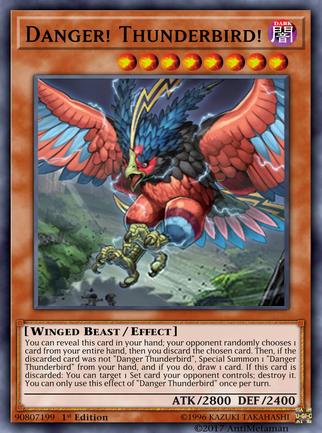 DANGER! THUNDERBIRD!
DARK
闇
[WINGED BEAST / EFFECT]
You can reveal this card in your hand; your opponent randomly chooses 1
card from your entire hand, then you discard the chosen card. Then, if the
discarded card was not "Danger Thunderbird", Special Summon 1 "Danger
Thunderbird" from your hand, and if you do, draw 1 card. If this card is
discarded: You can target 1 Set card your opponent controls; destroy it.
You can only use this effect of "Danger Thunderbird" once per turn.
ATK/2800 DEF/2400
90807199 1st Edition ©1996 KAZUKI TAKAHASHI
©2017 AntiMetaman